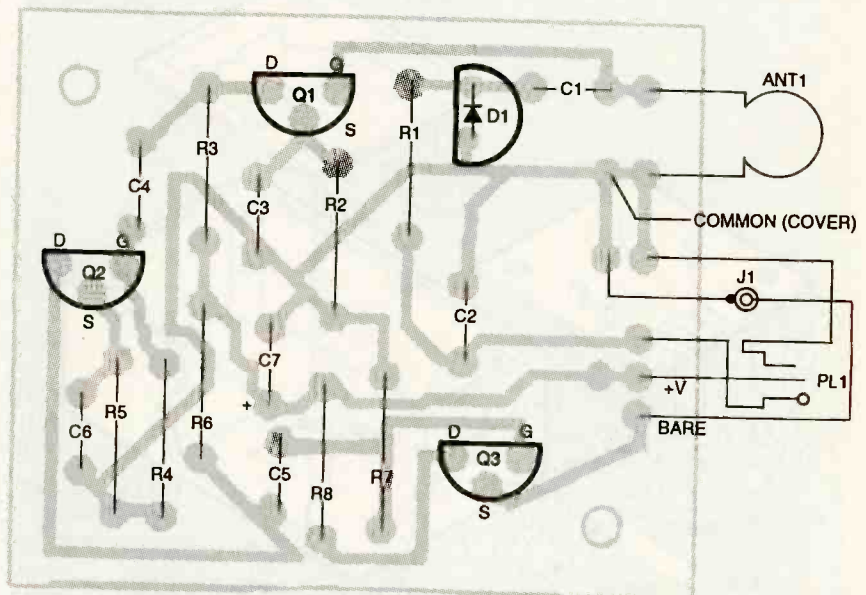 D G
Q1
S
C1
ANT1
D1
R1
R3
C4
C3
R2
COMMON (COVER)
D G
Q2
S
J1
C2
C7
+
+V
PL1
BARE
R5
R6
C6
R4
C5
R8
R7
D G
Q3
S